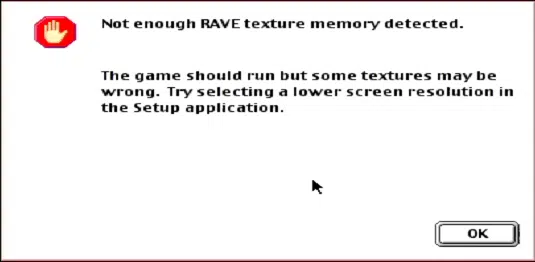 Not enough RAVE texture memory detected.
The game should run but some textures may be
wrong. Try selecting a lower screen resolution in
the Setup application.
OK